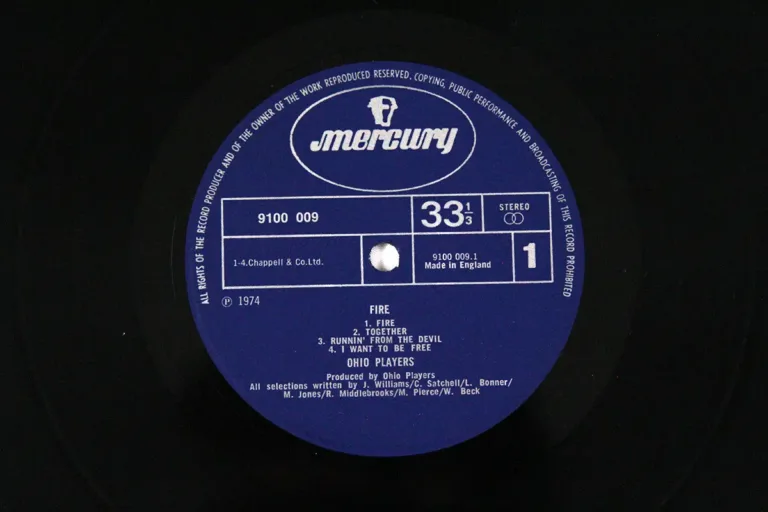 ALL RIGHTS OF THE RECORD PRODUCER AND OF THE OWNER OF THE WORK REPRODUCED RESERVED. COPYING, PUBLIC PERFORMANCE AND BROADCASTING OF THIS RECORD PROHIBITED
mercury
9100 009
33 1/3
STEREO
1-4.Chappell & Co.Ltd.
9100 009.1
Made in England
1
℗ 1974
FIRE
1. FIRE
2. TOGETHER
3. RUNNIN' FROM THE DEVIL
4. I WANT TO BE FREE
OHIO PLAYERS
Produced by Ohio Players
All selections written by J. Williams/C. Satchell/L. Bonner/
M. Jones/R. Middlebrooks/M. Pierce/W. Beck